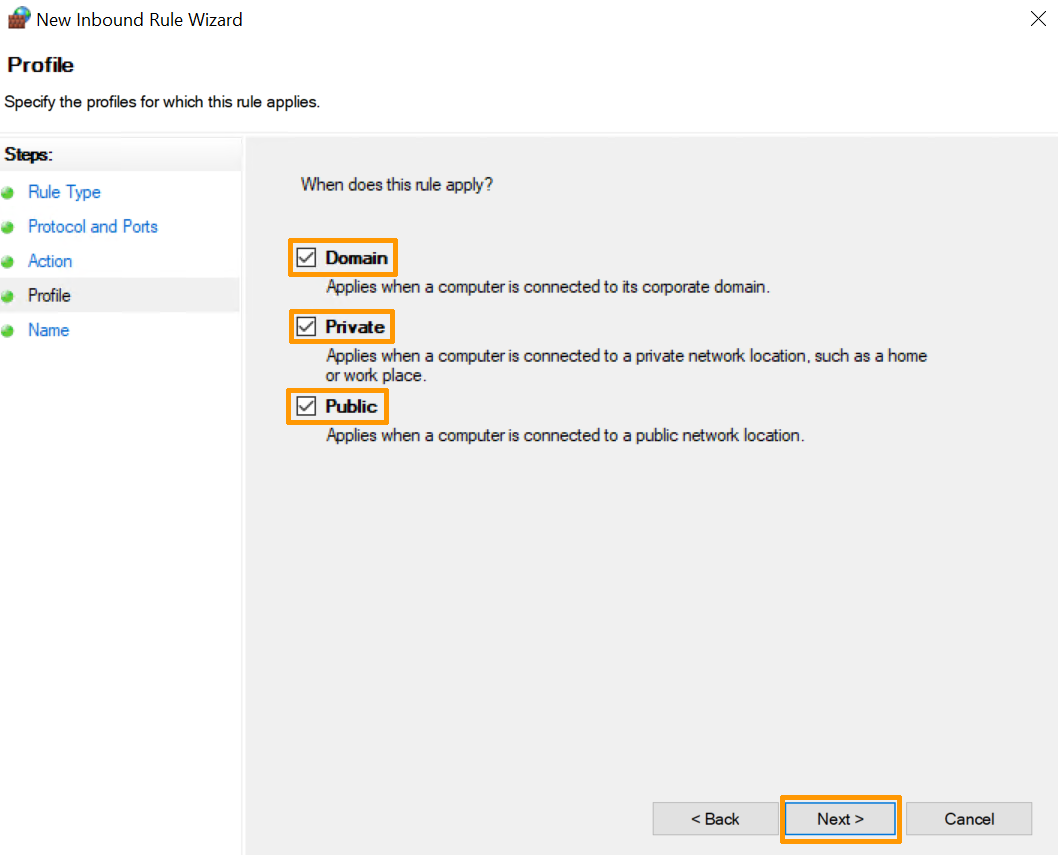 New Inbound Rule Wizard
Profile
Specify the profiles for which this rule applies.
Steps:
Rule Type
Protocol and Ports
Action
Profile
Name
When does this rule apply?
Domain
Applies when a computer is connected to its corporate domain.
Private
Applies when a computer is connected to a private network location, such as a home
or work place.
Public
Applies when a computer is connected to a public network location.
< Back
Next >
Cancel